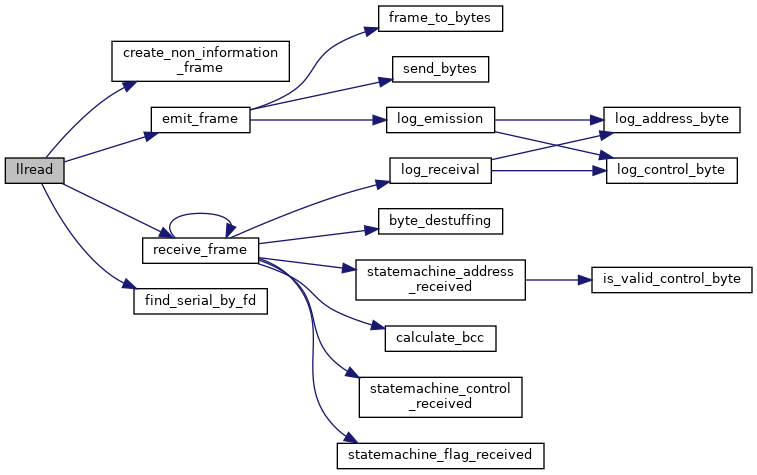 llread
create_non_information
_frame
emit_frame
receive_frame
find_serial_by_fd
frame_to_bytes
send_bytes
log_emission
log_receival
byte_destuffing
statemachine_address
_received
calculate_bcc
statemachine_control
_received
statemachine_flag_received
log_address_byte
log_control_byte
is_valid_control_byte